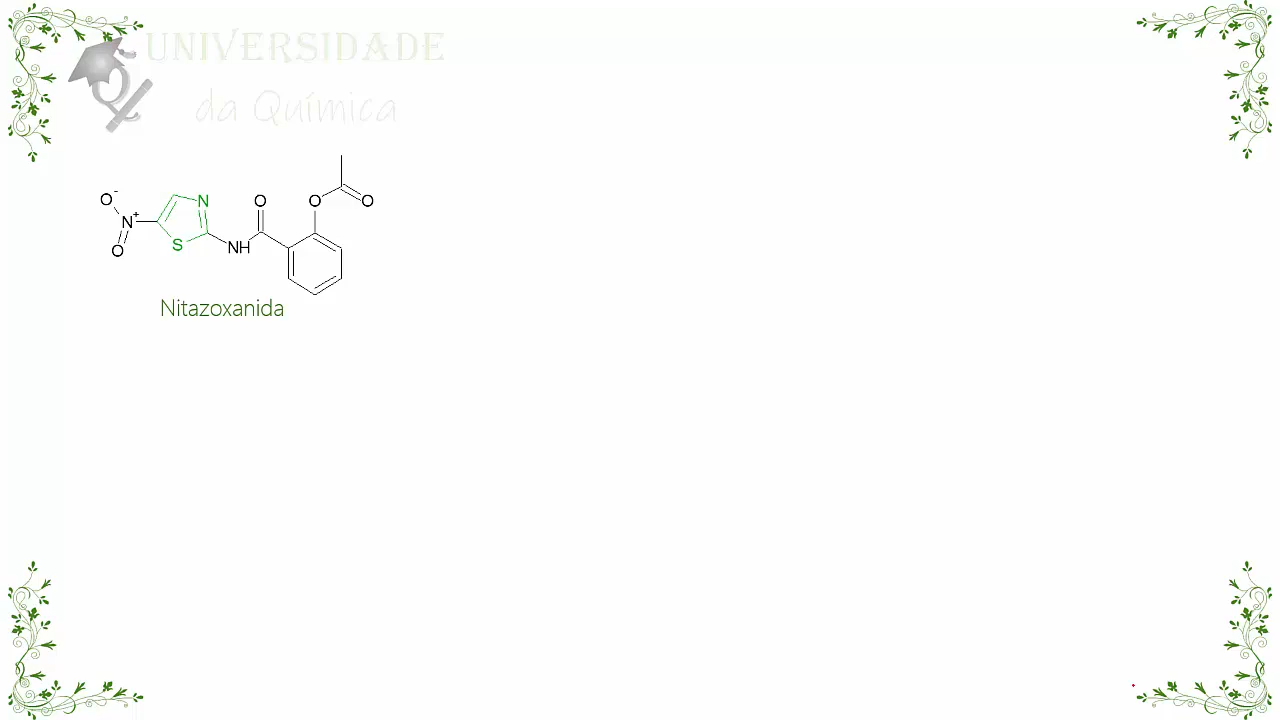 UNIVERSIDADE
da Química
O
O⁻ N O O
N⁺
O S NH
Nitazoxanida